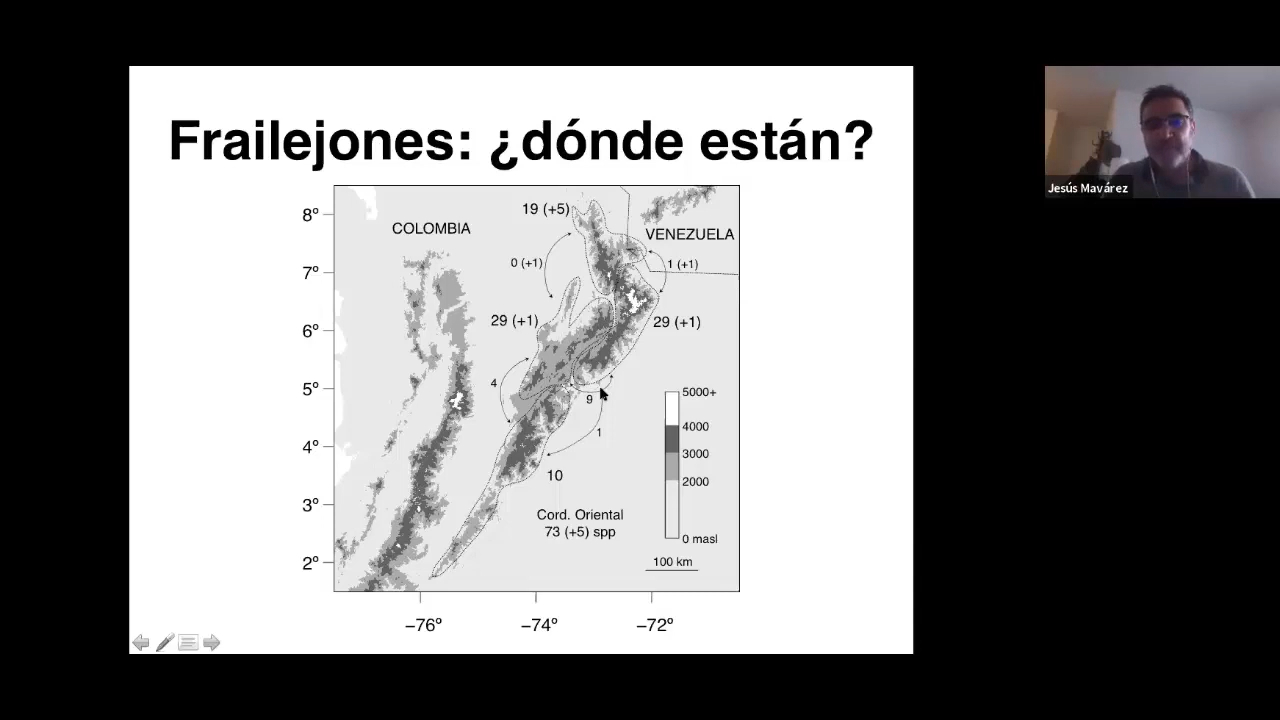 Frailejones: ¿dónde están?
Jesús Mavárez
8º
7º
6º
5º
4º
3º
2º
COLOMBIA
VENEZUELA
19 (+5)
0 (+1)
1 (+1)
29 (+1)
29 (+1)
4
9
1
10
Cord. Oriental
73 (+5) spp
5000+
4000
3000
2000
0 masl
100 km
−76º
−74º
−72º